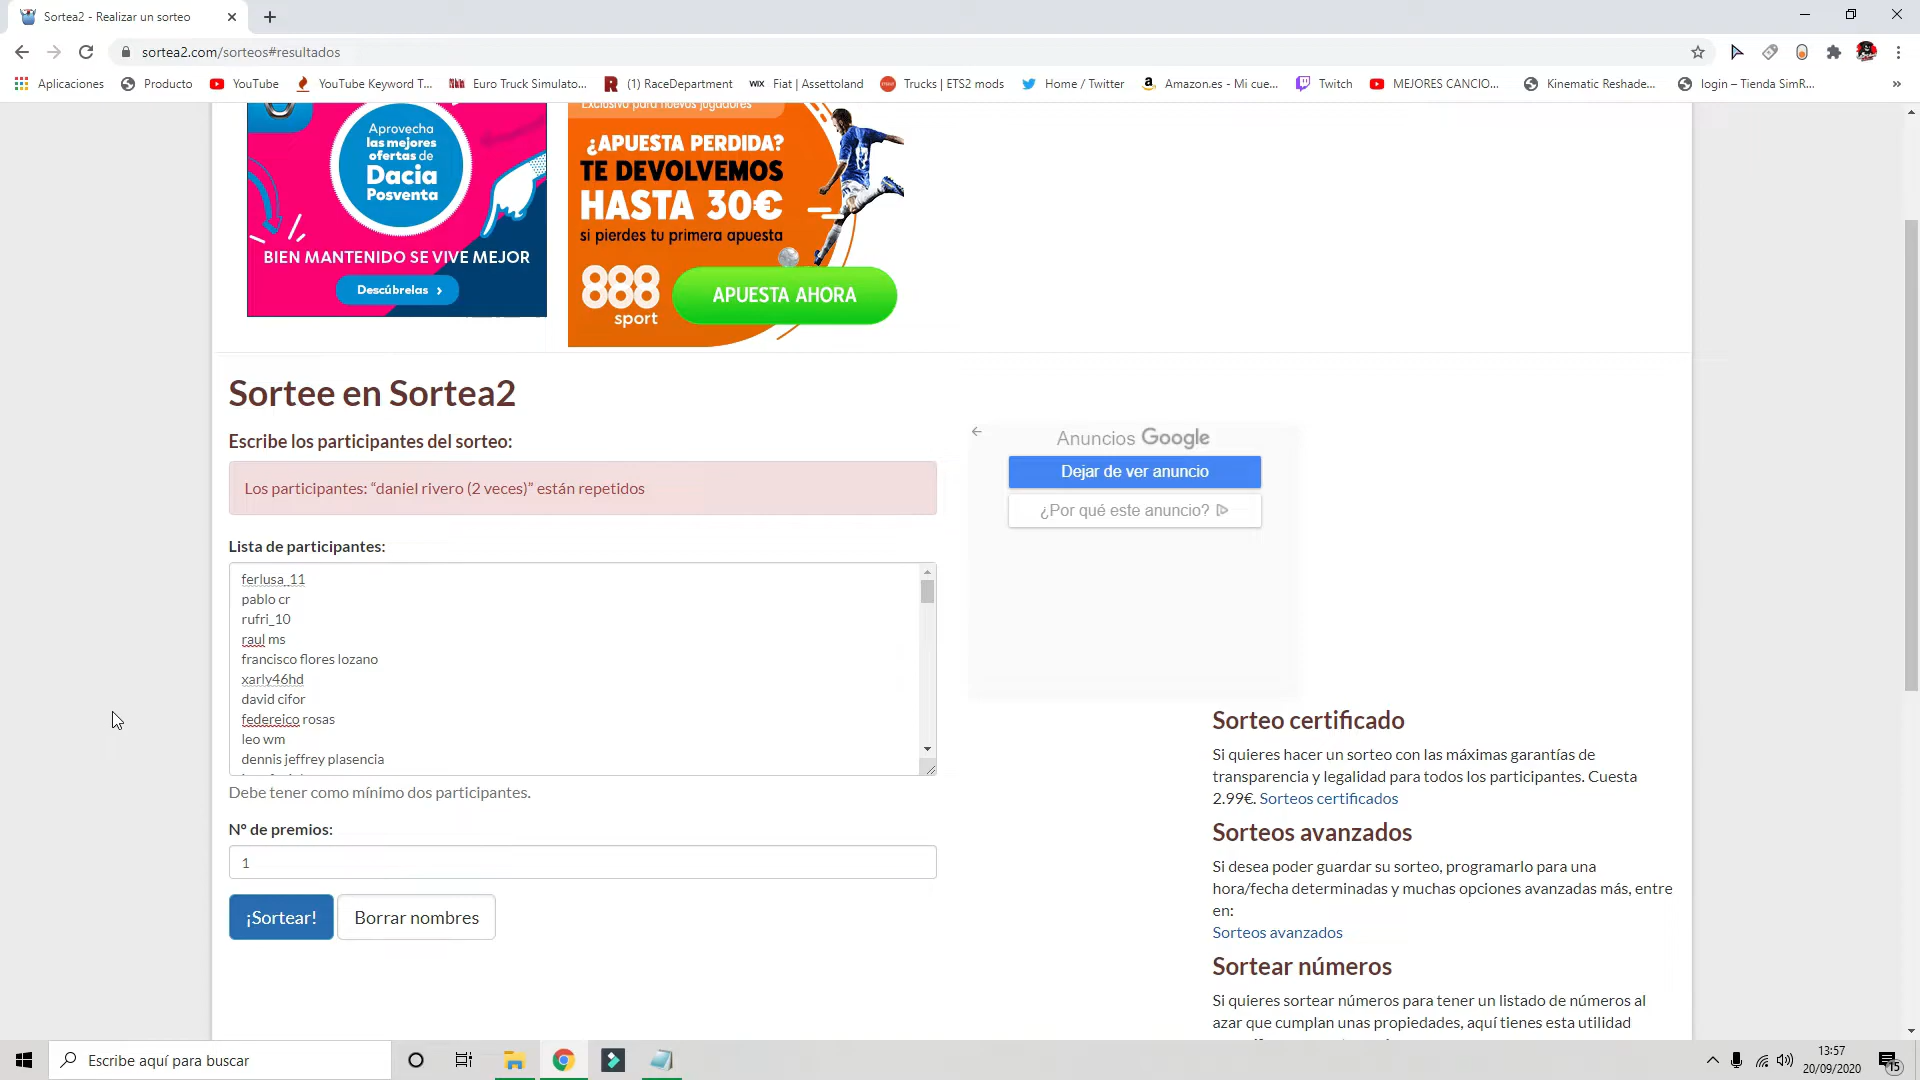 Sortea2 - Realizar un sorteo
sortea2.com/sorteos#resultados
Aplicaciones
Producto
YouTube
YouTube Keyword T...
Euro Truck Simulato...
(1) RaceDepartment
WIX
Fiat | Assettoland
Trucks | ETS2 mods
Home / Twitter
Amazon.es - Mi cue...
Twitch
MEJORES CANCIO...
Kinematic Reshade...
login – Tienda SimR...
»
Aprovecha
las mejores
ofertas de
Dacia
Posventa
BIEN MANTENIDO SE VIVE MEJOR
Descúbrelas ›
Exclusivo para nuevos jugadores
¿APUESTA PERDIDA?
TE DEVOLVEMOS
HASTA 30€
si pierdes tu primera apuesta
888
sport
APUESTA AHORA
Sortee en Sortea2
Escribe los participantes del sorteo:
Los participantes: “daniel rivero (2 veces)” están repetidos
Lista de participantes:
ferlusa_11
pablo cr
rufri_10
raul ms
francisco flores lozano
xarly46hd
david cifor
federeico rosas
leo wm
dennis jeffrey plasencia
Debe tener como mínimo dos participantes.
Nº de premios:
1
¡Sortear!
Borrar nombres
Anuncios Google
Dejar de ver anuncio
¿Por qué este anuncio?
Sorteo certificado
Si quieres hacer un sorteo con las máximas garantías de
transparencia y legalidad para todos los participantes. Cuesta
2.99€. Sorteos certificados
Sorteos avanzados
Si desea poder guardar su sorteo, programarlo para una
hora/fecha determinadas y muchas opciones avanzadas más, entre
en:
Sorteos avanzados
Sortear números
Si quieres sortear números para tener un listado de números al
azar que cumplan unas propiedades, aquí tienes esta utilidad
Escribe aquí para buscar
13:57
20/09/2020
15